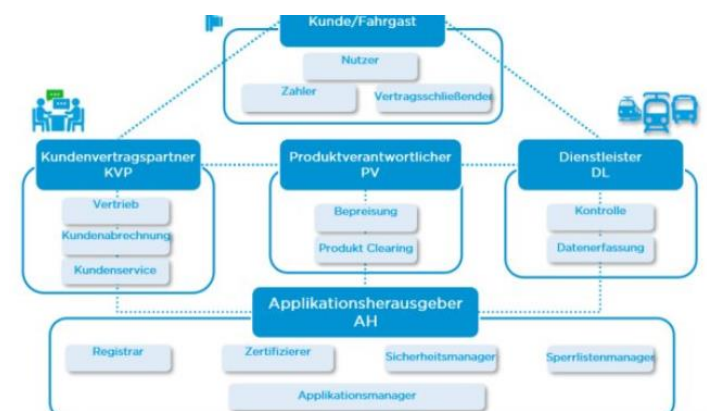 Kunde/Fahrgast
Nutzer
Zahler
Vertragsschließender
Kundenvertragspartner
KVP
Produktverantwortlicher
PV
Dienstleister
DL
Vertrieb
Kundenabrechnung
Kundenservice
Bepreisung
Produkt Clearing
Kontrolle
Datenerfassung
Applikationsherausgeber
AH
Registrar
Zertifizierer
Sicherheitsmanager
Sperrlistenmanager
Applikationsmanager